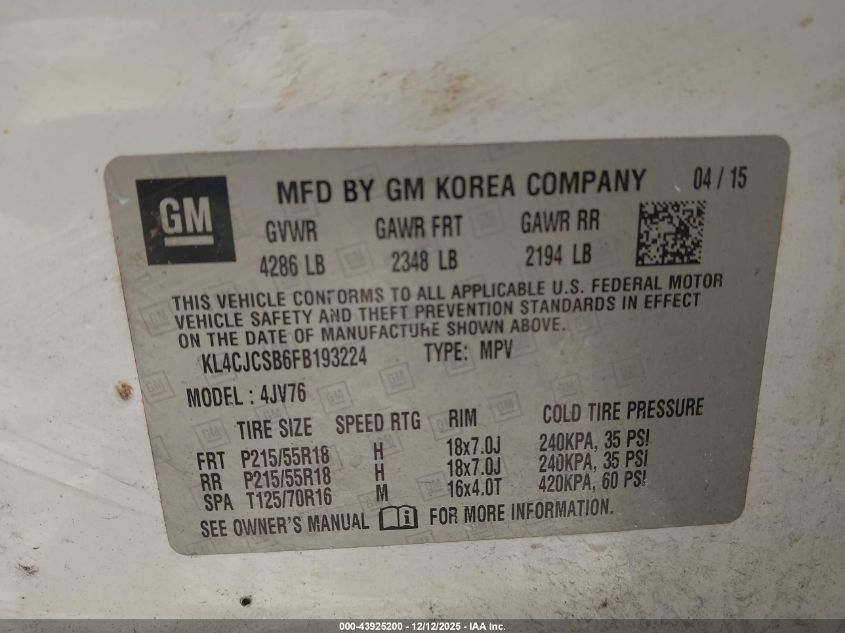 GM
MFD BY GM KOREA COMPANY 04 / 15
GVWR GAWR FRT GAWR RR
4286 LB 2348 LB 2194 LB
THIS VEHICLE CONFORMS TO ALL APPLICABLE U.S. FEDERAL MOTOR
VEHICLE SAFETY AND THEFT PREVENTION STANDARDS IN EFFECT
ON THE DATE OF MANUFACTURE SHOWN ABOVE.
KL4CJCSB6FB193224 TYPE: MPV
MODEL : 4JV76
TIRE SIZE SPEED RTG RIM COLD TIRE PRESSURE
FRT P215/55R18 H 18x7.0J 240KPA, 35 PSI
RR P215/55R18 H 18x7.0J 240KPA, 35 PSI
SPA T125/70R16 M 16x4.0T 420KPA, 60 PSI
SEE OWNER'S MANUAL FOR MORE INFORMATION.
000-43925200 - 12/12/2025 - IAA Inc.